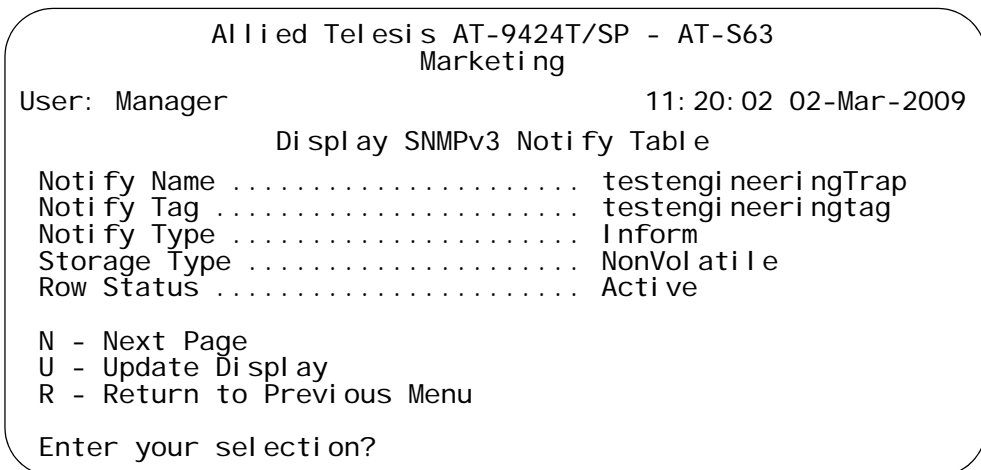 Allied Telesis AT-9424T/SP - AT-S63
Marketing
User: Manager 11:20:02 02-Mar-2009
Display SNMPv3 Notify Table
Notify Name ...................... testengineeringTrap
Notify Tag ....................... testengineeringtag
Notify Type ...................... Inform
Storage Type ..................... NonVolatile
Row Status ....................... Active
N - Next Page
U - Update Display
R - Return to Previous Menu
Enter your selection?